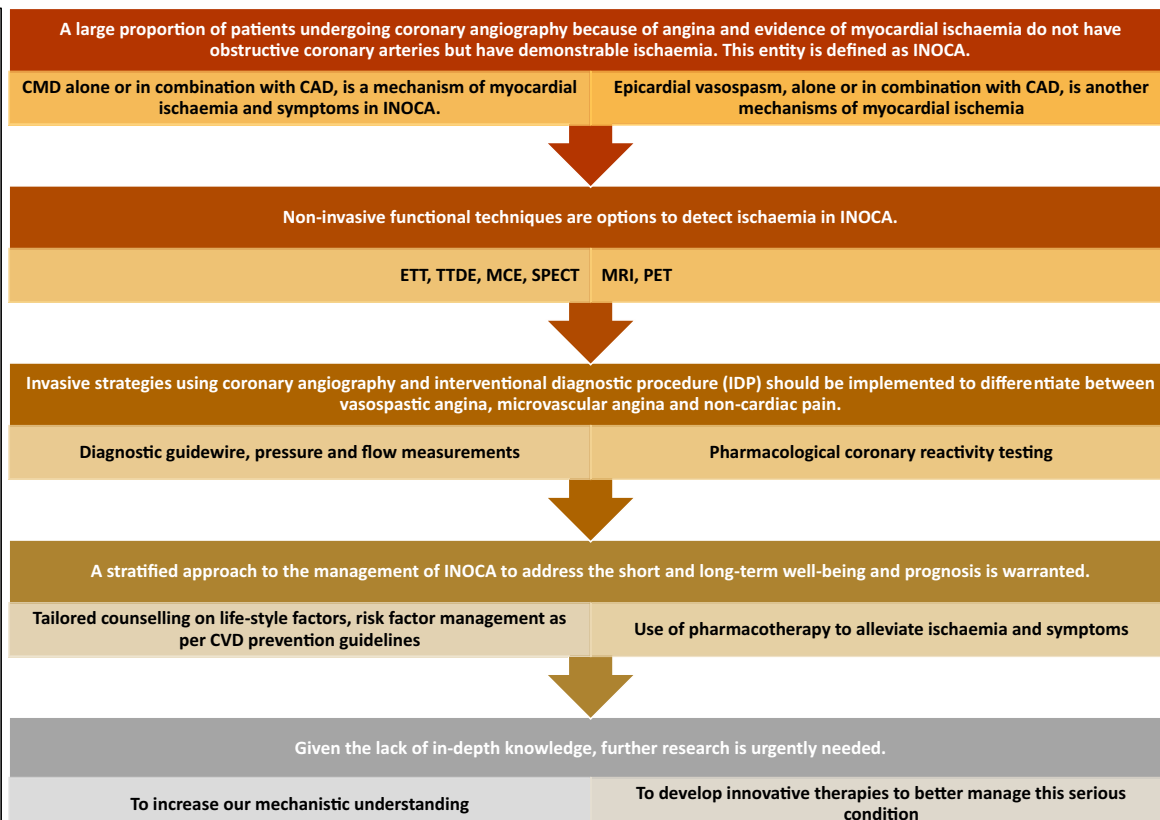 A large proportion of patients undergoing coronary angiography because of angina and evidence of myocardial ischaemia do not have
obstructive coronary arteries but have demonstrable ischaemia. This entity is defined as INOCA.
CMD alone or in combination with CAD, is a mechanism of myocardial
ischaemia and symptoms in INOCA.
Epicardial vasospasm, alone or in combination with CAD, is another
mechanisms of myocardial ischemia
Non-invasive functional techniques are options to detect ischaemia in INOCA.
ETT, TTDE, MCE, SPECT
MRI, PET
Invasive strategies using coronary angiography and interventional diagnostic procedure (IDP) should be implemented to differentiate between
vasospastic angina, microvascular angina and non-cardiac pain.
Diagnostic guidewire, pressure and flow measurements
Pharmacological coronary reactivity testing
A stratified approach to the management of INOCA to address the short and long-term well-being and prognosis is warranted.
Tailored counselling on life-style factors, risk factor management as
per CVD prevention guidelines
Use of pharmacotherapy to alleviate ischaemia and symptoms
Given the lack of in-depth knowledge, further research is urgently needed.
To increase our mechanistic understanding
To develop innovative therapies to better manage this serious
condition